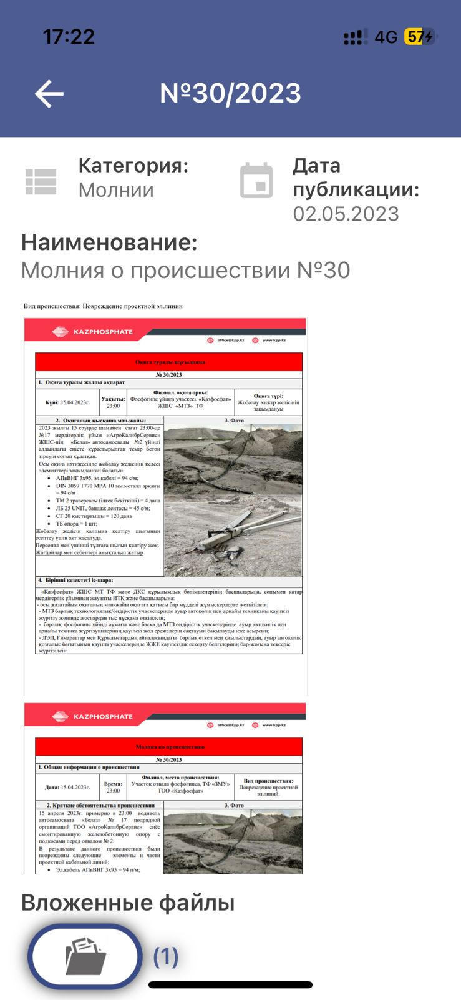 17:22
4G 57
№30/2023
Категория:
Молнии
Дата
публикации:
02.05.2023
Наименование:
Молния о происшествии №30
Вид происшествия: Повреждение проектной эл.линии
KAZPHOSPHATE
office@kpp.kz www.kpp.kz
Оқиға туралы шұғылнама
№ 30/2023
1. Оқиға туралы жалпы ақпарат
Күні: 15.04.2023г.
Уақыты:
23:00
Филиал, оқиға орны:
Фосфогипс үйінді учаскесі, «Қазфосфат»
ЖШС «МТЗ» ТФ
Оқиға түрі:
Жобалау электр желісінің
зақымдануы
2. Оқиғаның қысқаша мән-жайы:
3. Фото
2023 жылғы 15 сәуірде шамамен сағат 23:00-де
№17 мердігерлік ұйым «АгроКалибрСервис»
ЖШС-нің «Белаз» автосамосвалы №2 үйінді
алдындағы еңісте құрастырылған темір бетон
тіреуін соғып құлатқан.
Осы оқиға нәтижесінде жобалау желісінің келесі
элементтері зақымданған болатын:
• АПвВНГ 3х95, эл.кабелі = 94 с/м;
• DIN 3059 1770 MPA 10 мм.металл арқаны
= 94 с/м
• ТМ 2 траверсасы (ілгек бекіткіші) = 4 дана
• ЛБ 25 UNIT, бандаж лентасы = 45 с/м;
• СГ 20 қыстырғышы = 120 дана
• ТБ опора = 1 шт;
Жобалау желісін қалпына келтіру шығынын
есептеу үшін акт жасалуда.
Персонал мен үшінші тұлғаға шығын келтіру жоқ.
Жағдайлар мен себептері анықталып жатыр
4. Бірінші кезектегі іс-шара:
«Қазфосфат» ЖШС МТ ТФ және ДКС құрылымдық бөлімшелерінің басшыларына, сонымен қатар
мердігерлік ұйымның жауапты ИТҚ және басшыларына:
- осы жазатайым оқиғаның мән-жайы оқиғаға қатысы бар мүдделі жұмыскерлерге жеткізілсін;
- МТЗ барлық технологиялық/өндірістік учаскелерінде ауыр автокөлік пен арнайы техниканы қауіпсіз
жүргізу жөнінде жоспардан тыс нұсқама өткізілсін;
- барлық фосфогипс үйінді аумағы және басқа да МТЗ өндірістік учаскелерінде ауыр автокөлік пен
арнайы техника жүргізушілерінің қауіпсіз жол ережелерін сақтауын бақылауды іске асырсын;
- ЛЭП, Ғимараттар мен Құрылыстардың айналасындағы барлық өткел мен қиылыстардын, ауыр автокөлік
қозғалыс бағытының қауіпті учаскелерінде ЖЖЕ қауіпсіздік ескерту белгілерінің бар-жоғына тексеріс
жүргізілсін.
KAZPHOSPHATE
office@kpp.kz www.kpp.kz
Молния по происшествию
№ 30/2023
1. Общая информация о происшествии
Дата: 15.04.2023г.
Время:
23:00
Филиал, место происшествия:
Участок отвала фосфогипса, ТФ «ЗМУ»
ТОО «Казфосфат»
Вид происшествия:
Повреждение проектной
эл.линий.
2. Краткие обстоятельства происшествия
3. Фото
15 апреля 2023г. примерно в 23:00 водитель
автосамосвала «Белаз» № 17 подрядной
организаций ТОО «АгроКалибрСервис» снёс
смонтированную железобетонную опору с
подкосами перед отвалом № 2.
В результате данного происшествия были
повреждены следующие элементы и части
проектной кабельной линий:
• Эл.кабель АПвВНГ 3х95 = 94 п/м;
Вложенные файлы
(1)